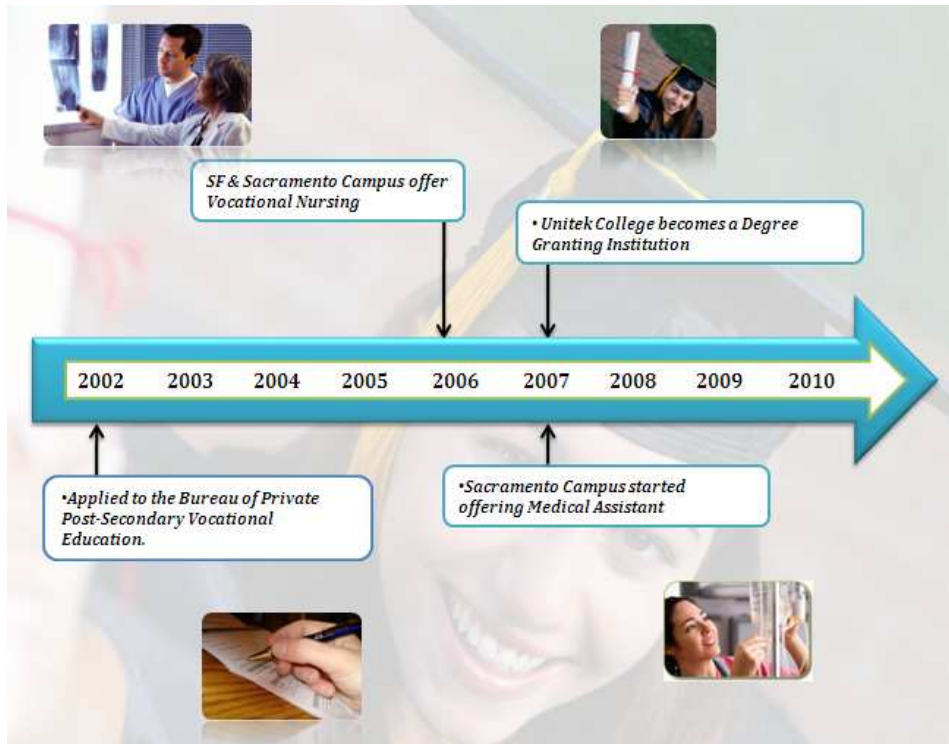 SF & Sacramento Campus offer
Vocational Nursing
• Unitek College becomes a Degree
Granting Institution
2002 2003 2004 2005 2006 2007 2008 2009 2010
•Applied to the Bureau of Private
Post-Secondary Vocational
Education.
•Sacramento Campus started
offering Medical Assistant